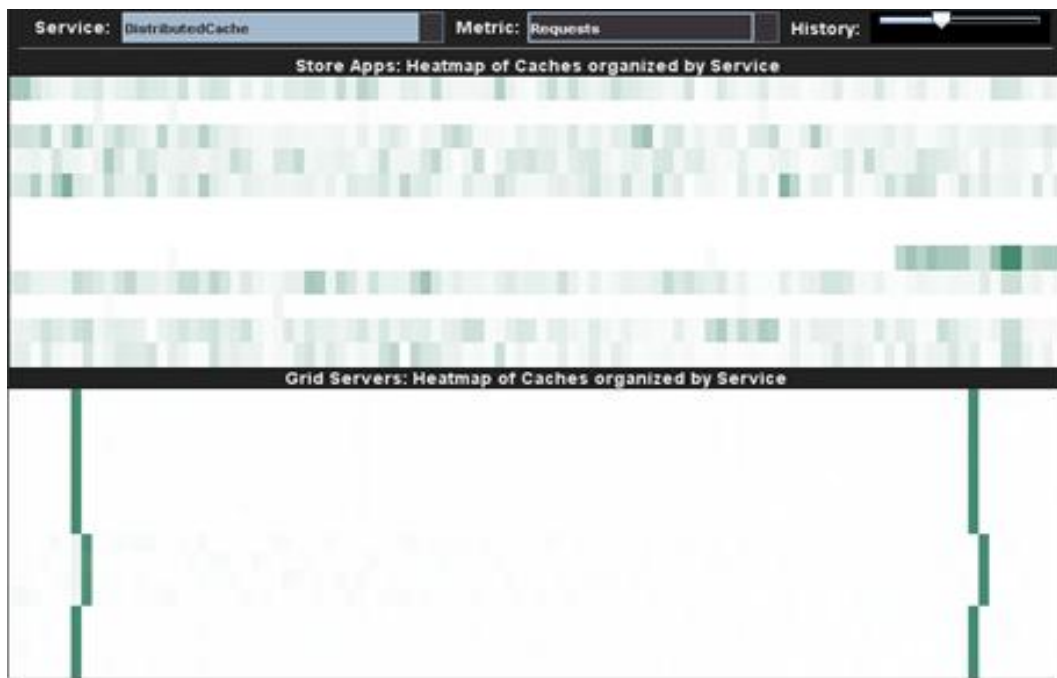 Service: DistributedCache Metric: Requests History:
Store Apps: Heatmap of Caches organized by Service
Grid Servers: Heatmap of Caches organized by Service